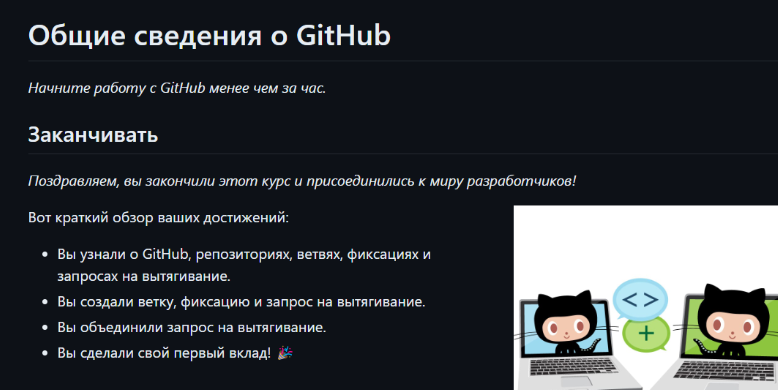 Общие сведения о GitHub
Начните работу с GitHub менее чем за час.
Заканчивать
Поздравляем, вы закончили этот курс и присоединились к миру разработчиков!
Вот краткий обзор ваших достижений:
• Вы узнали о GitHub, репозиториях, ветвях, фиксациях и
запросах на вытягивание.
• Вы создали ветку, фиксацию и запрос на вытягивание.
• Вы объединили запрос на вытягивание.
• Вы сделали свой первый вклад! 🎉
<> 
+